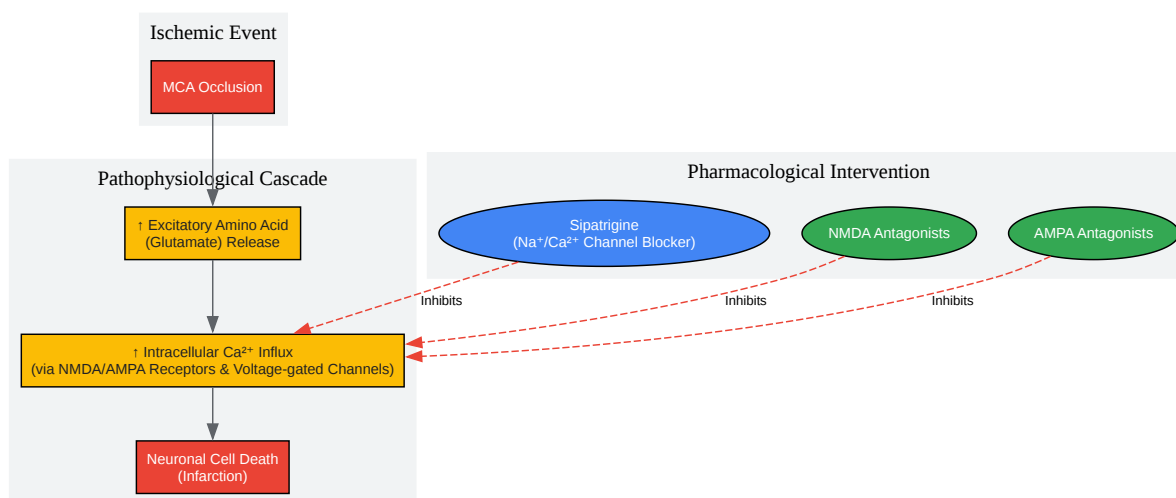 Ischemic Event
MCA Occlusion
Pathophysiological Cascade
↑ Excitatory Amino Acid
(Glutamate) Release
↑ Intracellular Ca²⁺ Influx
(via NMDA/AMPA Receptors & Voltage-gated Channels)
Neuronal Cell Death
(Infarction)
Pharmacological Intervention
Sipatrigine
(Na⁺/Ca²⁺ Channel Blocker)
NMDA Antagonists
AMPA Antagonists
Inhibits
Inhibits
Inhibits